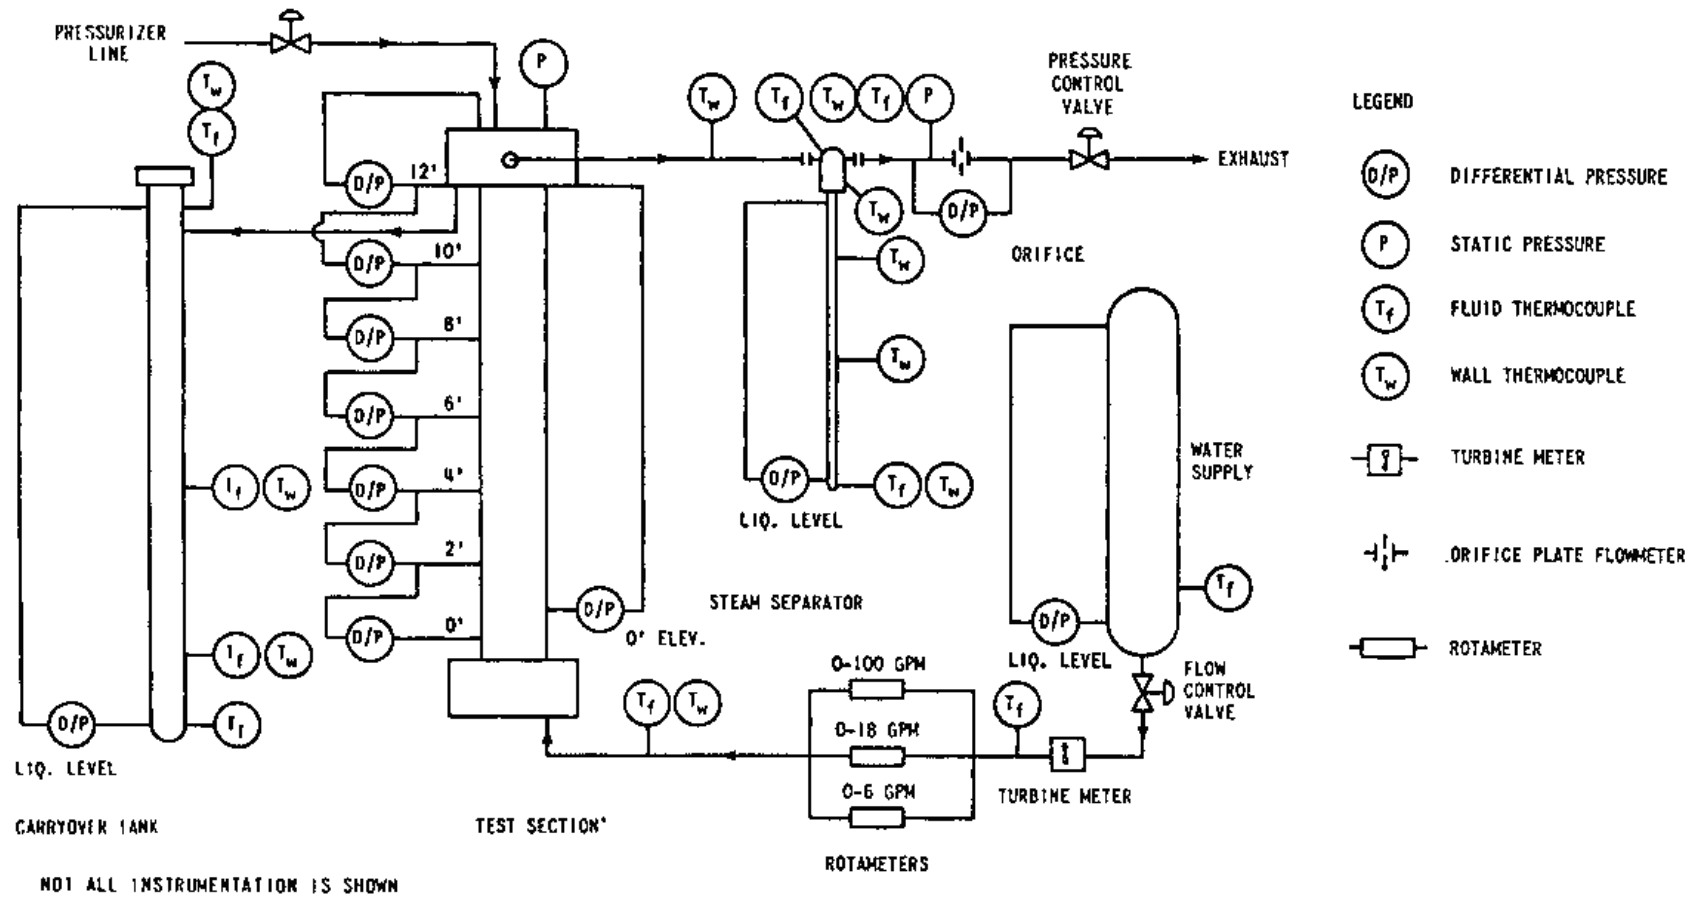 PRESSURIZER
LINE
P
Tw
Tf
D/P
12'
D/P
10'
D/P
8'
D/P
6'
D/P
4'
D/P
2'
D/P
0'
D/P
0' ELEV.
Tf
Tw
Tf
Tw
Tf
D/P
LIQ. LEVEL
CARRYOVER TANK
TEST SECTION
NOT ALL INSTRUMENTATION IS SHOWN
Tw
Tf
Tw
Tf
P
PRESSURE
CONTROL
VALVE
EXHAUST
Tw
D/P
ORIFICE
Tw
Tw
D/P
Tf
Tw
LIQ. LEVEL
STEAM SEPARATOR
WATER
SUPPLY
Tf
D/P
LIQ. LEVEL
FLOW
CONTROL
VALVE
Tf
Tw
0-100 GPM
0-18 GPM
0-6 GPM
ROTAMETERS
Tf
TURBINE METER
LEGEND
D/P DIFFERENTIAL PRESSURE
P STATIC PRESSURE
Tf FLUID THERMOCOUPLE
Tw WALL THERMOCOUPLE
TURBINE METER
ORIFICE PLATE FLOWMETER
ROTAMETER